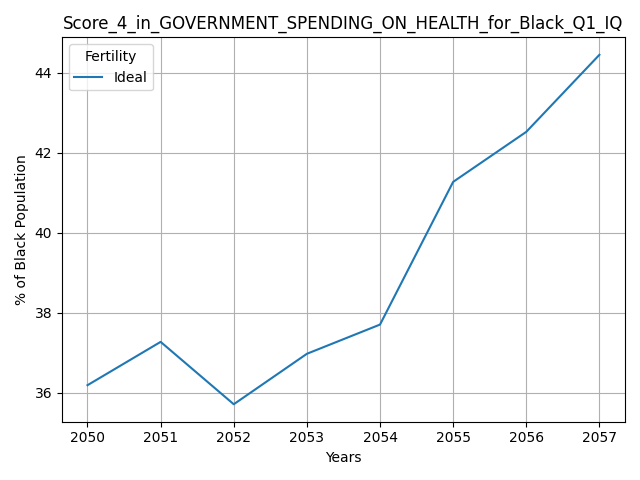 Score_4_in_GOVERNMENT_SPENDING_ON_HEALTH_for_Black_Q1_IQ
Fertility
Ideal
% of Black Population
44
42
40
38
36
2050 2051 2052 2053 2054 2055 2056 2057
Years